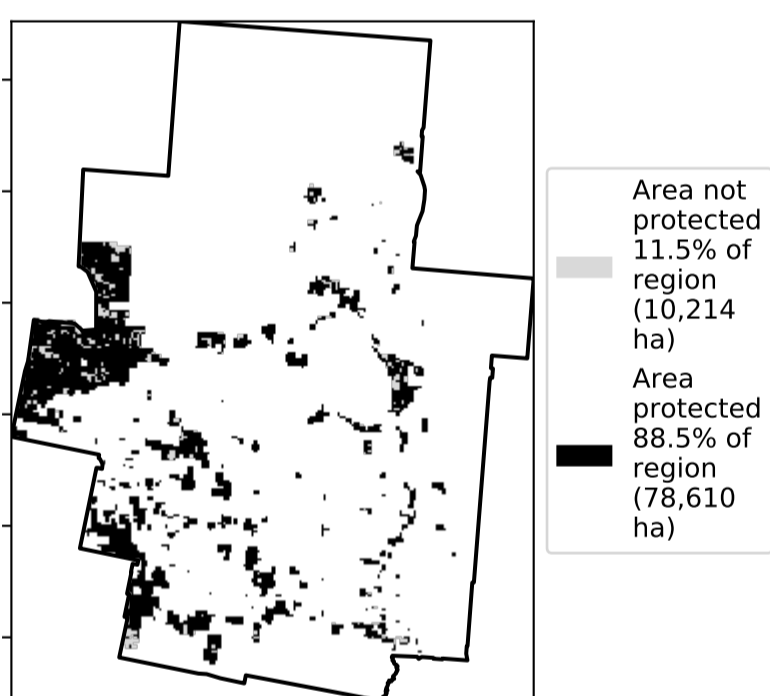 Area not
protected
11.5% of
region
(10,214
ha)
Area
protected
88.5% of
region
(78,610
ha)